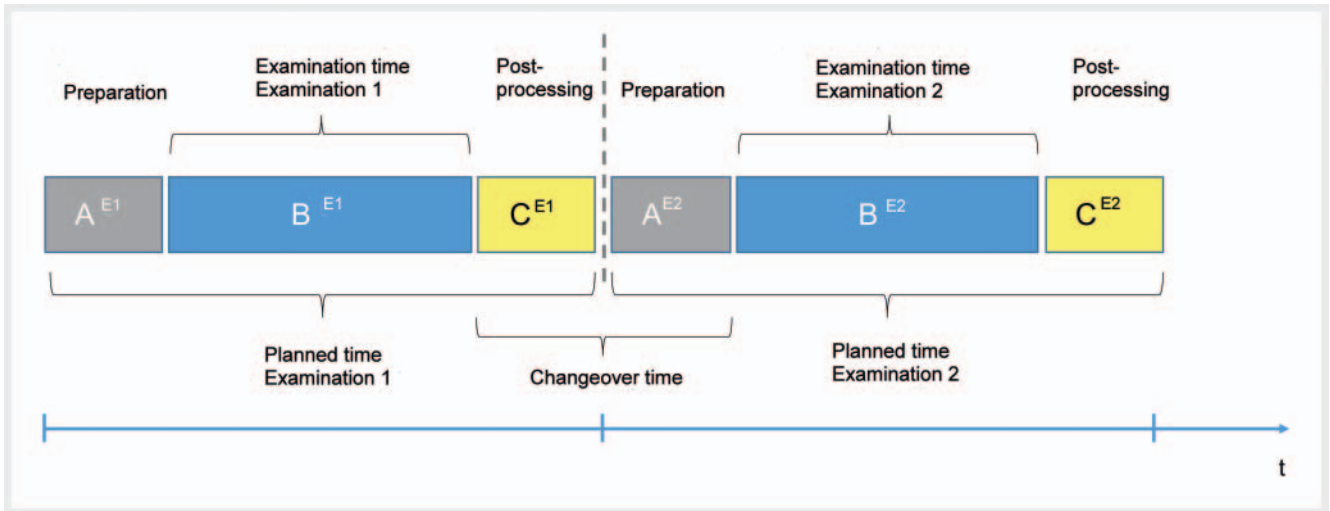 Preparation
Examination time
Examination 1
Post-
processing
Preparation
Examination time
Examination 2
Post-
processing
A E1
B E1
C E1
A E2
B E2
C E2
Planned time
Examination 1
Changeover time
Planned time
Examination 2
t